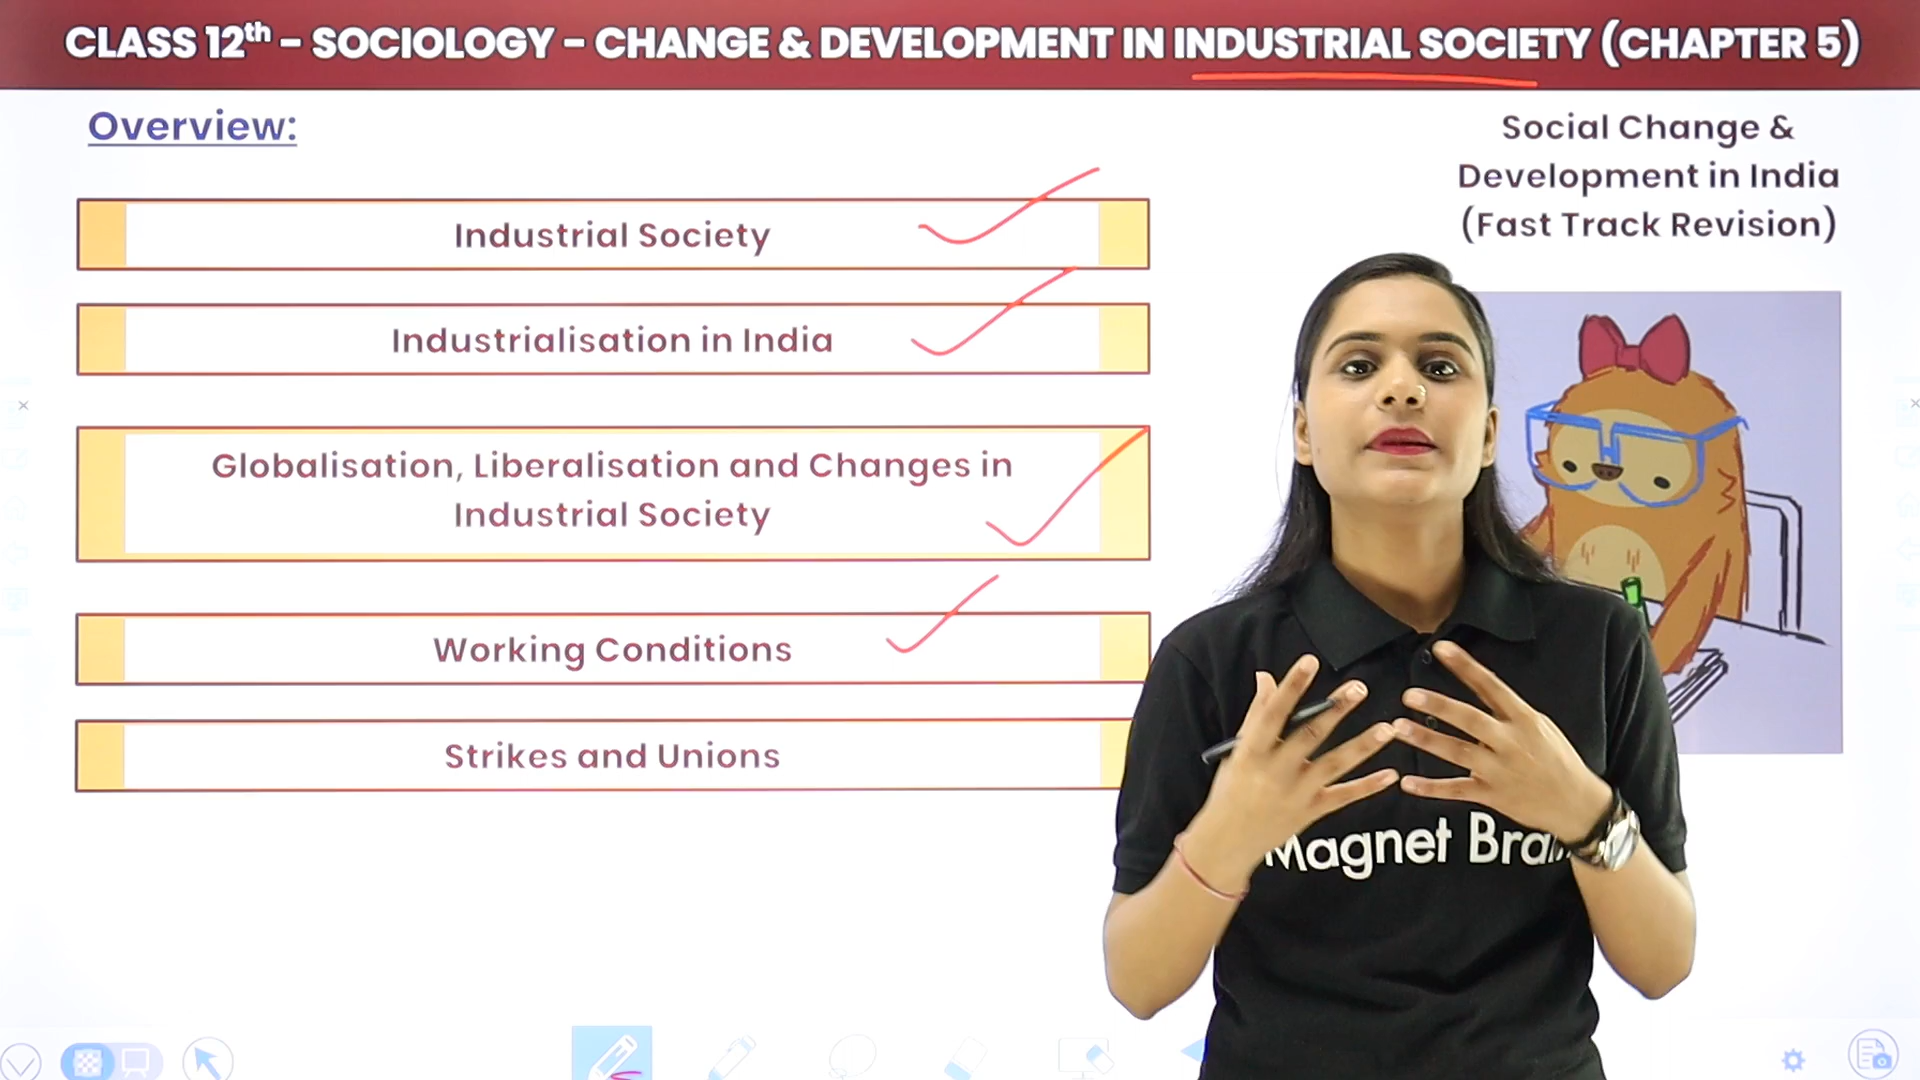 CLASS 12th - SOCIOLOGY - CHANGE & DEVELOPMENT IN INDUSTRIAL SOCIETY (CHAPTER 5)
Overview:
Industrial Society
Industrialisation in India
Globalisation, Liberalisation and Changes in
Industrial Society
Working Conditions
Strikes and Unions
Social Change &
Development in India
(Fast Track Revision)
Magnet Brai